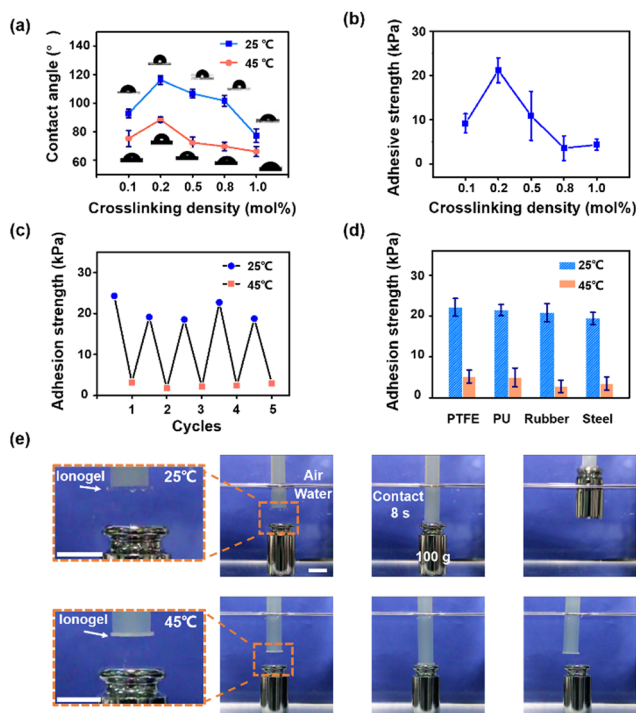 (a)
Contact angle (°)
120
100
80
60
25 ℃
45 ℃
0.1 0.2 0.5 0.8 1.0
Crosslinking density (mol%)
(b)
Adhesive strength (kPa)
30
20
10
0
0.1 0.2 0.5 0.8 1.0
Crosslinking density (mol%)
(c)
Adhesion strength (kPa)
30
20
10
0
25℃
45℃
1 2 3 4 5
Cycles
(d)
Adhesion strength (kPa)
30
20
10
0
25℃
45℃
PTFE PU Rubber Steel
(e)
Ionogel
25℃
Air
Water
Contact
8 s
100 g
Ionogel
45℃